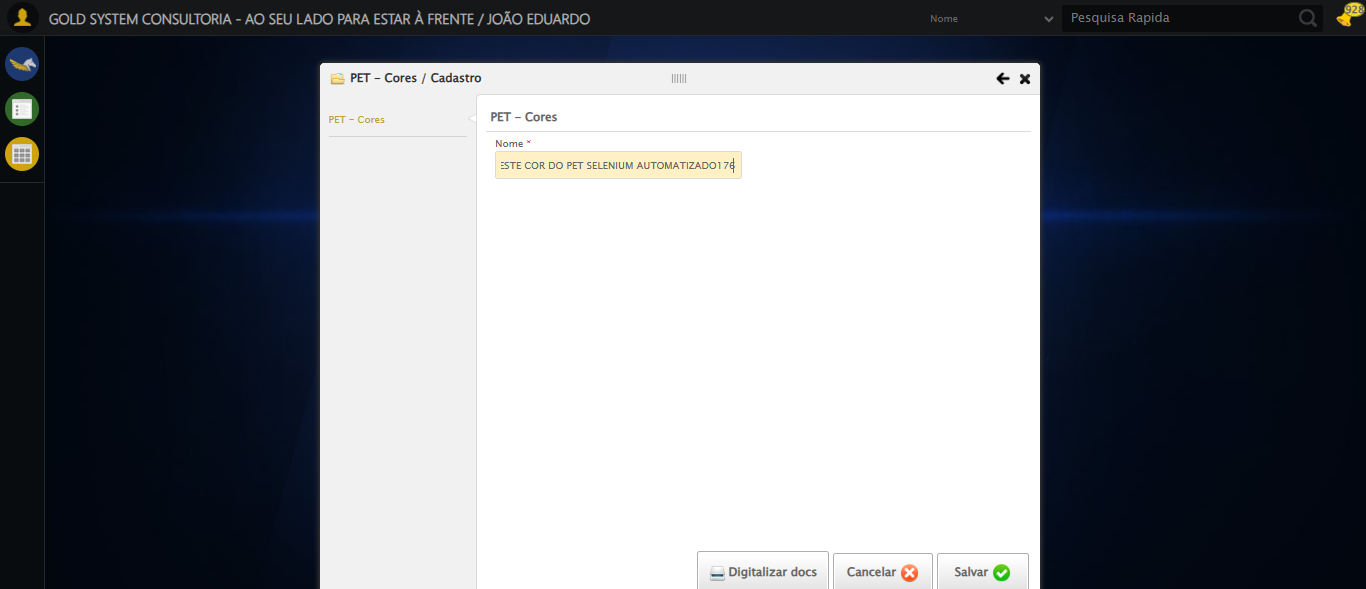 GOLD SYSTEM CONSULTORIA - AO SEU LADO PARA ESTAR À FRENTE / JOÃO EDUARDO
Nome
Pesquisa Rapida
928
PET - Cores / Cadastro
PET - Cores
PET - Cores
Nome *
ESTE COR DO PET SELENIUM AUTOMATIZADO176
Digitalizar docs
Cancelar
Salvar